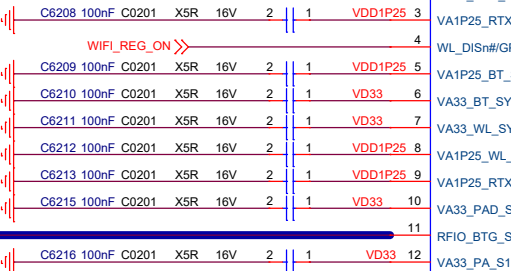 C6208 100nF C0201 X5R 16V 2 1 VDD1P25 3 VA1P25_RTX
WIFI_REG_ON 4 WL_DISn#/GP
C6209 100nF C0201 X5R 16V 2 1 VDD1P25 5 VA1P25_BT_
C6210 100nF C0201 X5R 16V 2 1 VD33 6 VA33_BT_SY
C6211 100nF C0201 X5R 16V 2 1 VD33 7 VA33_WL_SY
C6212 100nF C0201 X5R 16V 2 1 VDD1P25 8 VA1P25_WL_
C6213 100nF C0201 X5R 16V 2 1 VDD1P25 9 VA1P25_RTX
C6215 100nF C0201 X5R 16V 2 1 VD33 10 VA33_PAD_S
11 RFIO_BTG_S
C6216 100nF C0201 X5R 16V 2 1 VD33 12 VA33_PA_S1